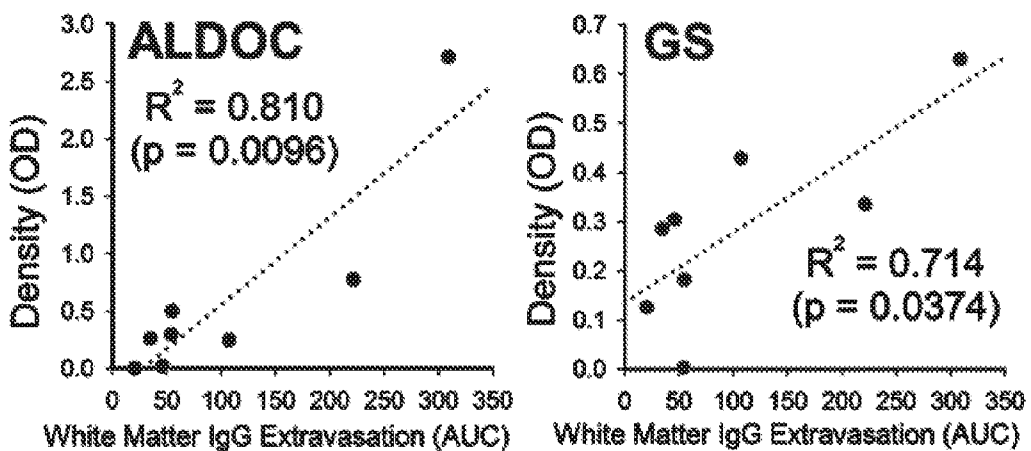 ALDOC
R² = 0.810
(p = 0.0096)
Density (OD)
3.0
2.5
2.0
1.5
1.0
0.5
0.0
0 50 100 150 200 250 300 350
White Matter IgG Extravasation (AUC)
GS
R² = 0.714
(p = 0.0374)
Density (OD)
0.7
0.6
0.5
0.4
0.3
0.2
0.1
0.0
0 50 100 150 200 250 300 350
White Matter IgG Extravasation (AUC)